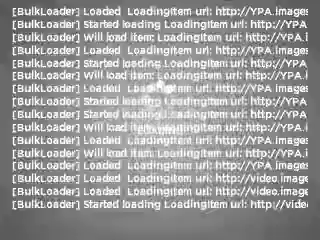 [BulkLoader] Loaded LoadingItem url: http://YPA.images
[BulkLoader] Started loading LoadingItem url: http://YPA
[BulkLoader] Will load item: LoadingItem url: http://YPA.i
[BulkLoader] Loaded LoadingItem url: http://YPA.images
[BulkLoader] Started loading LoadingItem url: http://YPA
[BulkLoader] Will load item: LoadingItem url: http://YPA.i
[BulkLoader] Loaded LoadingItem url: http://YPA.images
[BulkLoader] Started loading LoadingItem url: http://YPA
[BulkLoader] Started loading LoadingItem url: http://YPA
[BulkLoader] Will load item: LoadingItem url: http://YPA.i
[BulkLoader] Loaded LoadingItem url: http://YPA.images
[BulkLoader] Will load item: LoadingItem url: http://YPA.i
[BulkLoader] Loaded LoadingItem url: http://YPA.images
[BulkLoader] Loaded LoadingItem url: http://video.image
[BulkLoader] Loaded LoadingItem url: http://video.image
[BulkLoader] Started loading LoadingItem url: http://vide